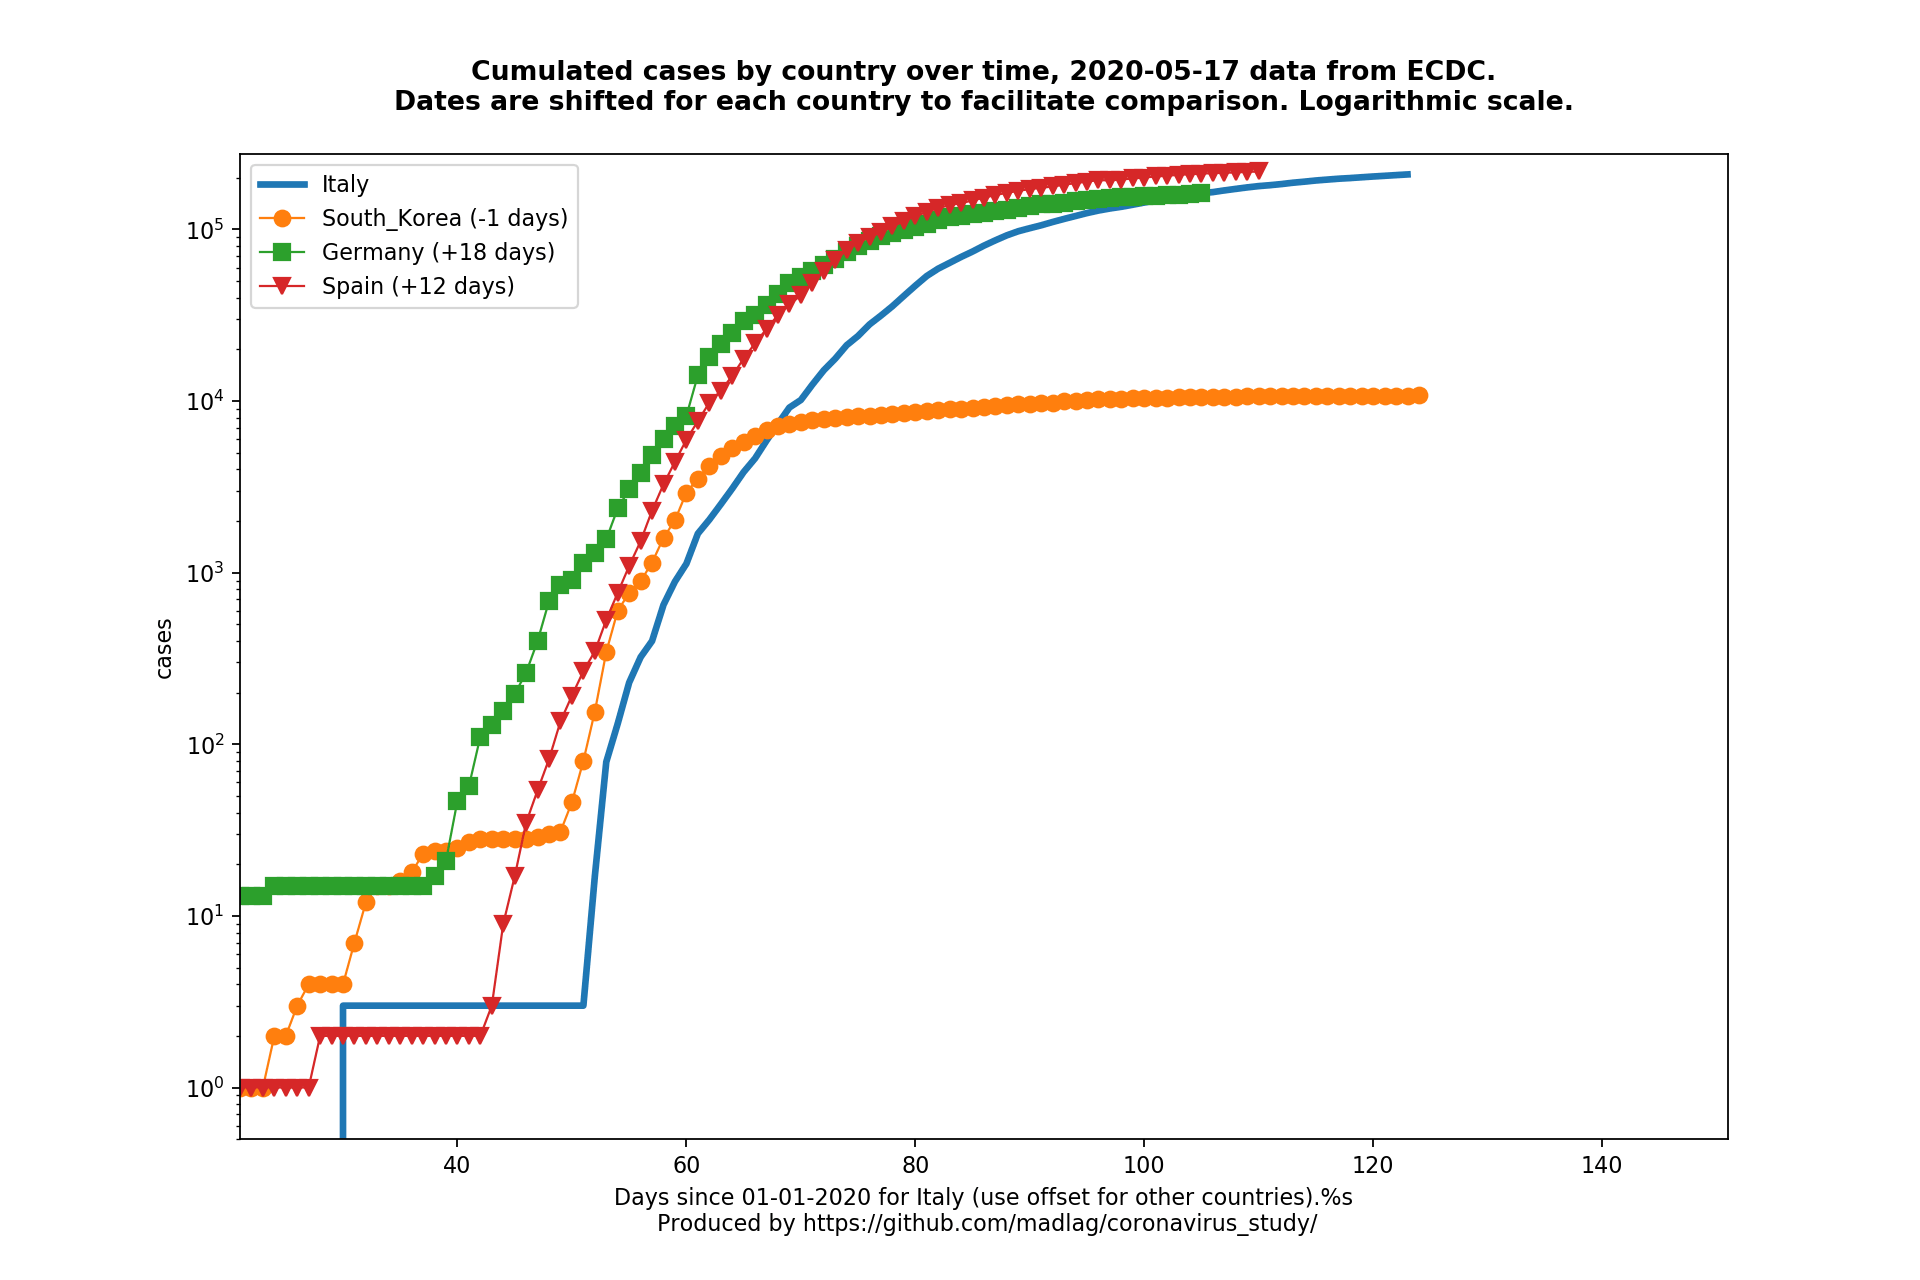 Cumulated cases by country over time, 2020-05-17 data from ECDC.
Dates are shifted for each country to facilitate comparison. Logarithmic scale.
Italy
South_Korea (-1 days)
Germany (+18 days)
Spain (+12 days)
10^5
10^4
10^3
10^2
10^1
10^0
cases
40 60 80 100 120 140
Days since 01-01-2020 for Italy (use offset for other countries).%s
Produced by https://github.com/madlag/coronavirus_study/